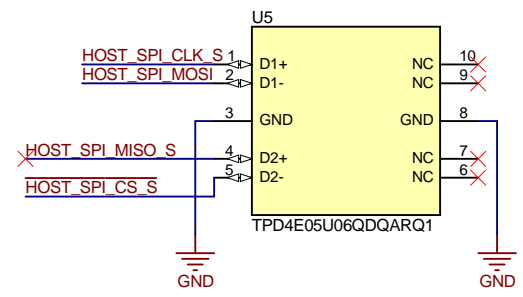 U5
HOST_SPI_CLK_S 1 D1+ NC 10
HOST_SPI_MOSI 2 D1- NC 9
3 GND GND 8
HOST_SPI_MISO_S 4 D2+ NC 7
HOST_SPI_CS_S 5 D2- NC 6
TPD4E05U06QDQARQ1
GND GND